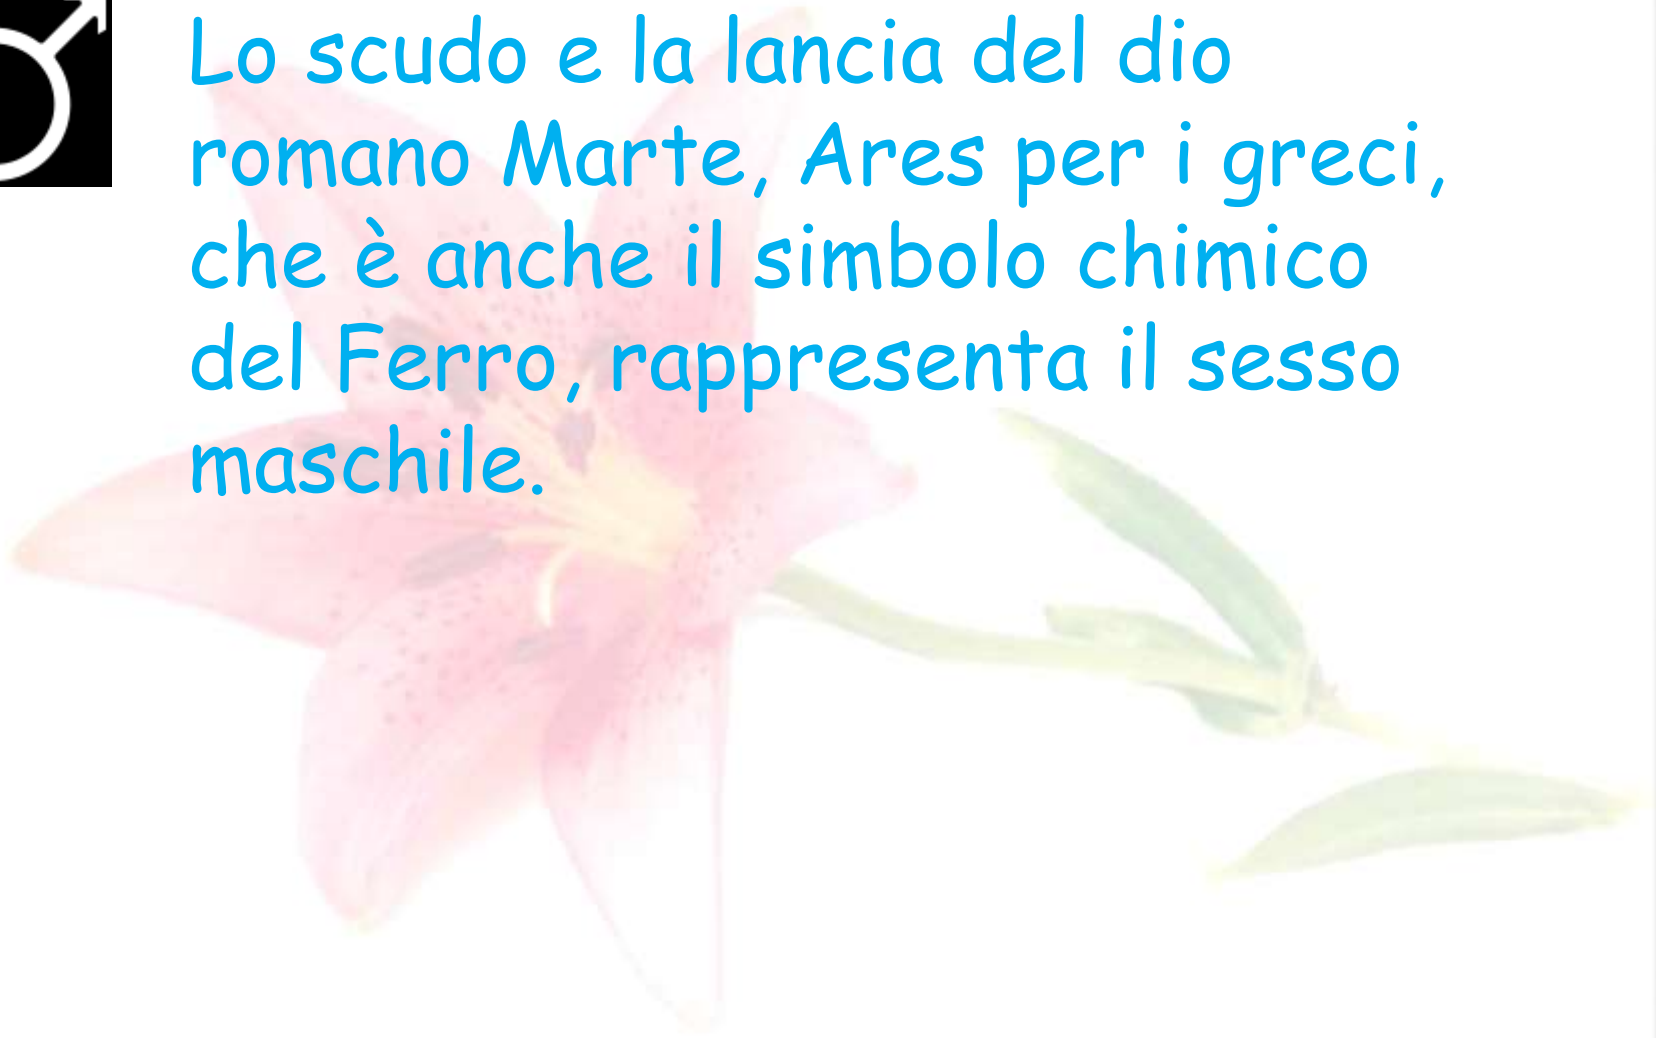 Lo scudo e la lancia del dio
romano Marte, Ares per i greci,
che è anche il simbolo chimico
del Ferro, rappresenta il sesso
maschile.